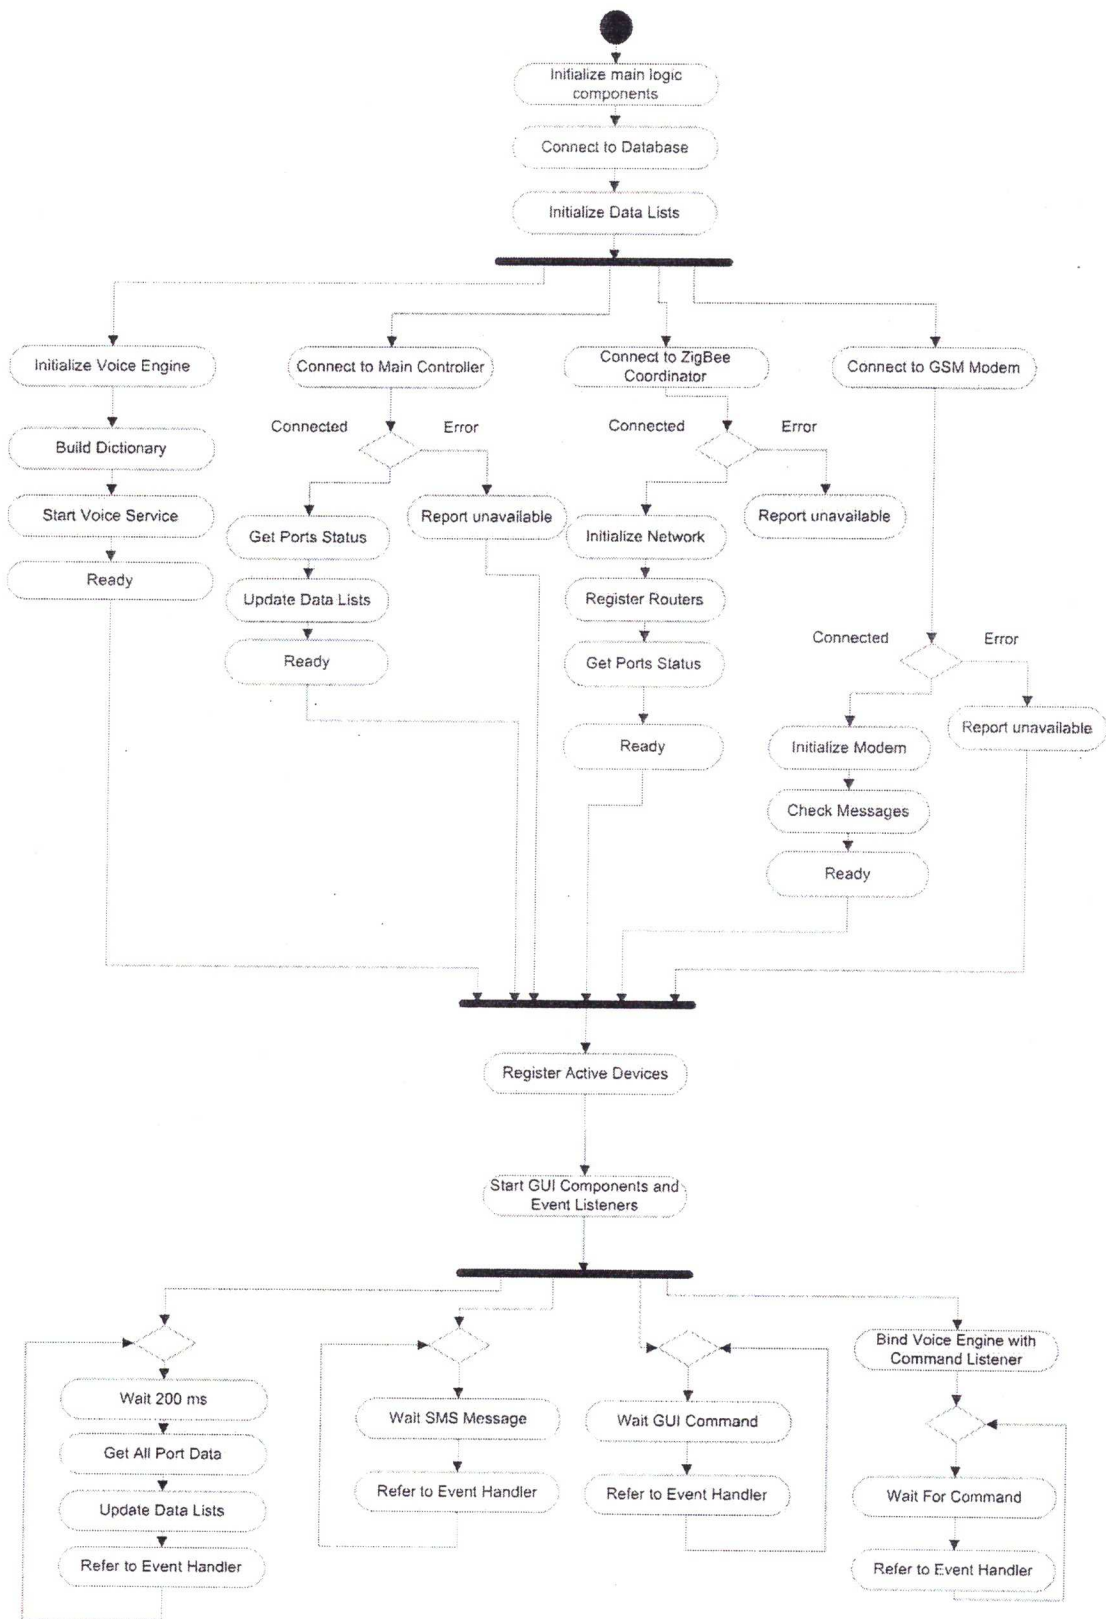 Initialize main logic
components
Connect to Database
Initialize Data Lists
Initialize Voice Engine
Build Dictionary
Start Voice Service
Ready
Connect to Main Controller
Connected
Error
Get Ports Status
Report unavailable
Update Data Lists
Ready
Connect to ZigBee
Coordinator
Connected
Error
Initialize Network
Report unavailable
Register Routers
Get Ports Status
Ready
Connect to GSM Modem
Connected
Error
Initialize Modem
Report unavailable
Check Messages
Ready
Register Active Devices
Start GUI Components and
Event Listeners
Wait 200 ms
Get All Port Data
Update Data Lists
Refer to Event Handler
Wait SMS Message
Refer to Event Handler
Wait GUI Command
Refer to Event Handler
Bind Voice Engine with
Command Listener
Wait For Command
Refer to Event Handler